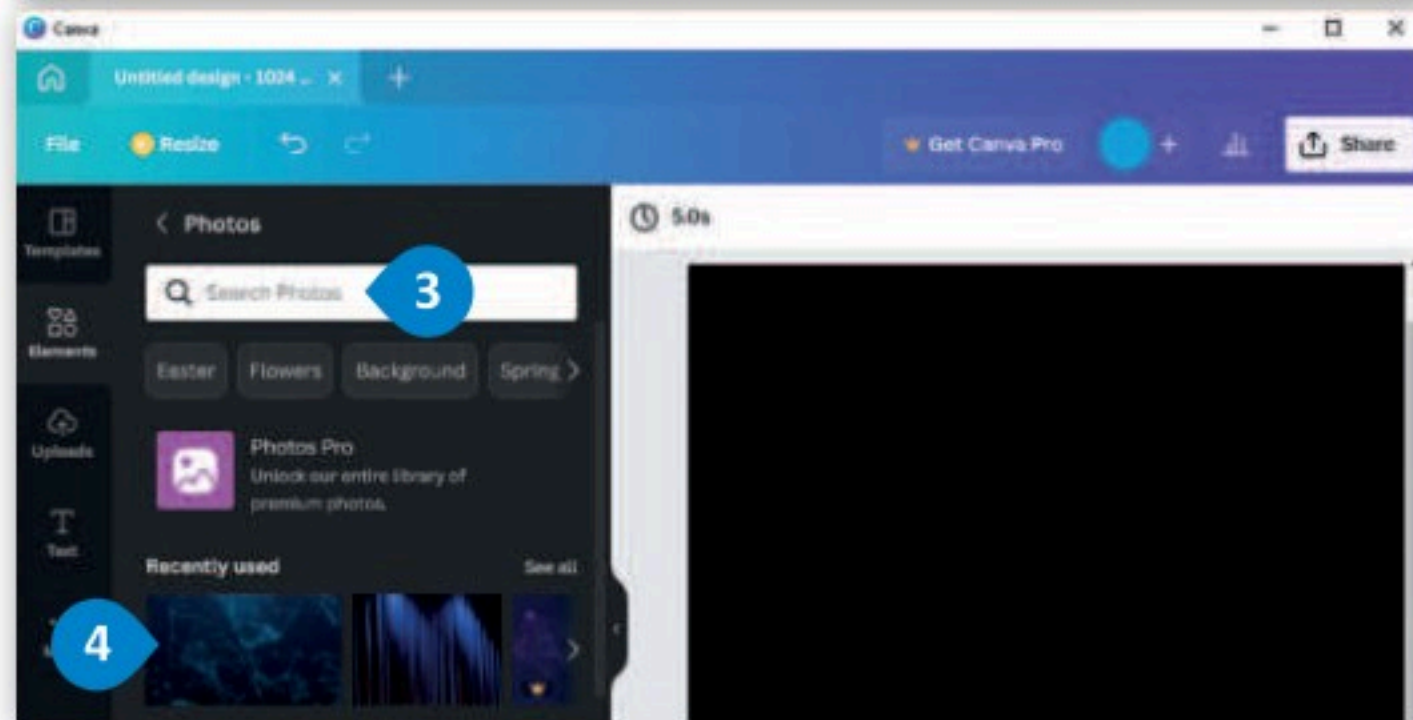 Canva
Untitled design - 1024 ...
File
Resize
Get Canva Pro
Share
Templates
Photos
5.0s
Search Photos
3
Elements
Easter
Flowers
Background
Spring
Uploads
Photos Pro
Unlock our entire library of
premium photos.
Text
Recently used
See all
4